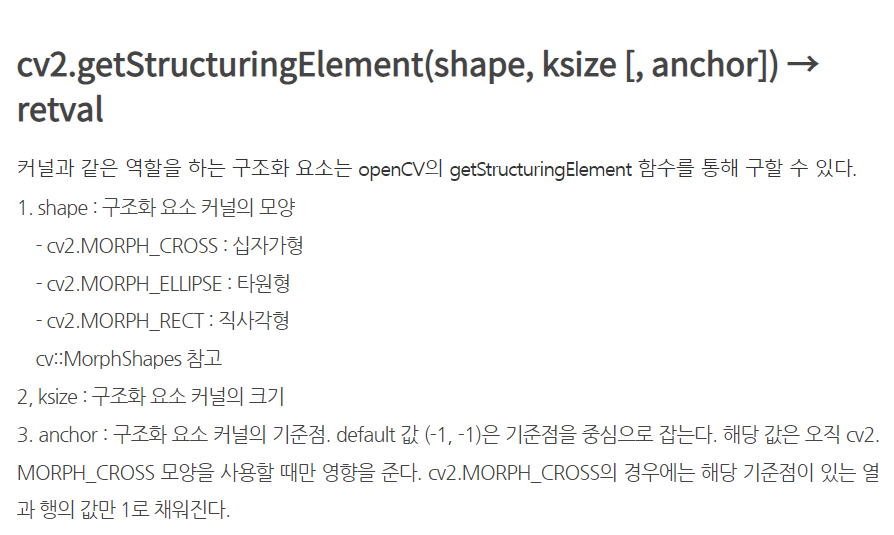 cv2.getStructuringElement(shape, ksize [, anchor]) →
retval
커널과 같은 역할을 하는 구조화 요소는 openCV의 getStructuringElement 함수를 통해 구할 수 있다.
1. shape : 구조화 요소 커널의 모양
- cv2.MORPH_CROSS : 십자가형
- cv2.MORPH_ELLIPSE : 타원형
- cv2.MORPH_RECT : 직사각형
cv::MorphShapes 참고
2, ksize : 구조화 요소 커널의 크기
3. anchor : 구조화 요소 커널의 기준점. default 값 (-1, -1)은 기준점을 중심으로 잡는다. 해당 값은 오직 cv2.
MORPH_CROSS 모양을 사용할 때만 영향을 준다. cv2.MORPH_CROSS의 경우에는 해당 기준점이 있는 열
과 행의 값만 1로 채워진다.